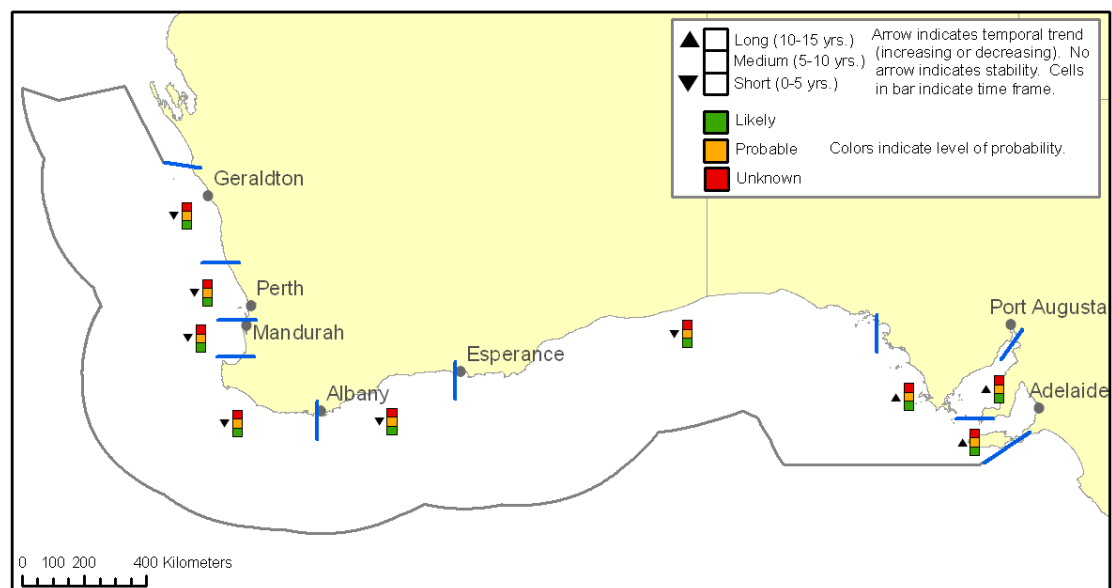 Long (10-15 yrs.)
Medium (5-10 yrs.)
Short (0-5 yrs.)
Arrow indicates temporal trend
(increasing or decreasing). No
arrow indicates stability. Cells
in bar indicate time frame.
Likely
Probable
Colors indicate level of probability.
Unknown
Geraldton
Perth
Mandurah
Albany
Esperance
Port Augusta
Adelaide
0 100 200 400 Kilometers